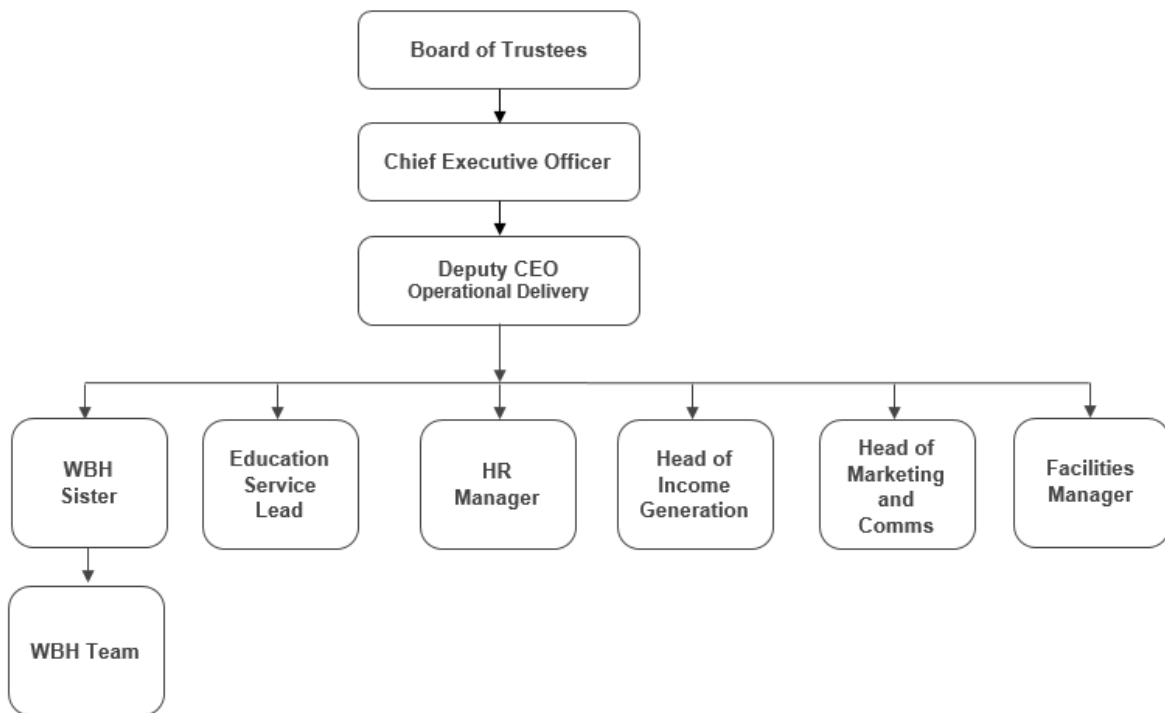 Board of Trustees
Chief Executive Officer
Deputy CEO
Operational Delivery
WBH
Sister
Education
Service
Lead
HR
Manager
Head of
Income
Generation
Head of
Marketing
and
Comms
Facilities
Manager
WBH Team